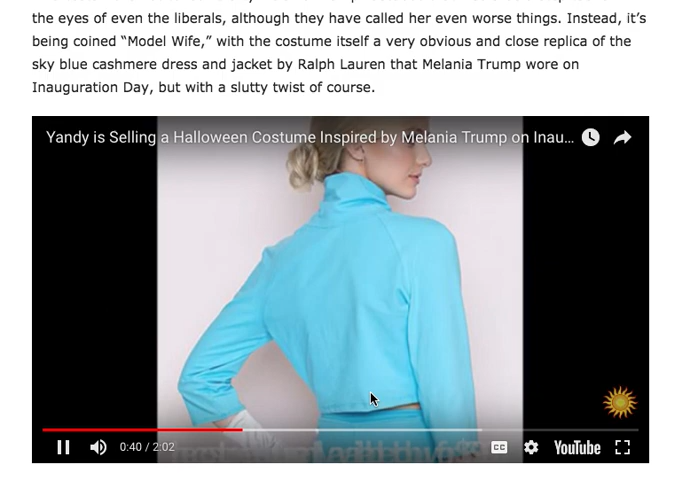 the eyes of even the liberals, although they have called her even worse things. Instead, it’s
being coined “Model Wife,” with the costume itself a very obvious and close replica of the
sky blue cashmere dress and jacket by Ralph Lauren that Melania Trump wore on
Inauguration Day, but with a slutty twist of course.
Yandy is Selling a Halloween Costume Inspired by Melania Trump on Inau...
0:40 / 2:02
CC
YouTube